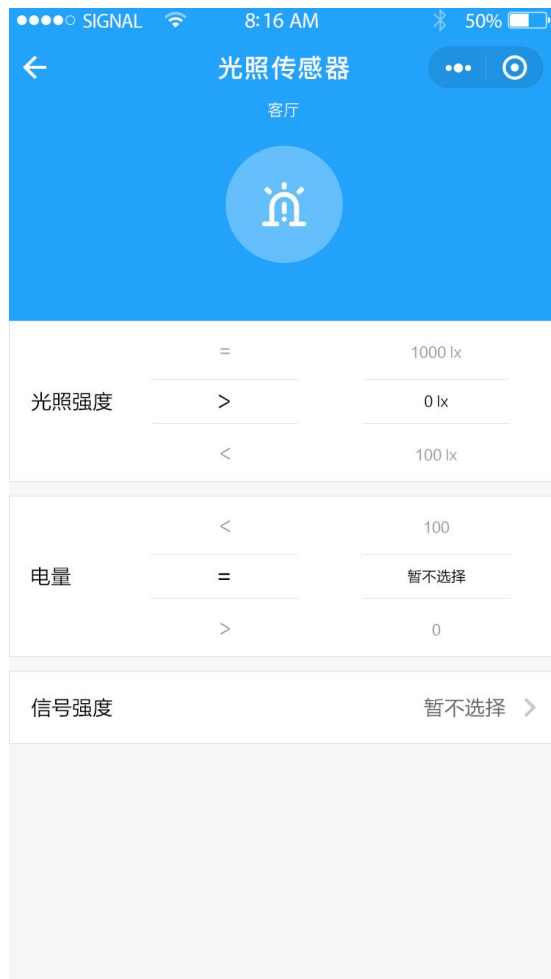 SIGNAL 8:16 AM 50%
光照传感器
客厅
= 1000 lx
光照强度 > 0 lx
< 100 lx
< 100
电量 = 暂不选择
> 0
信号强度 暂不选择